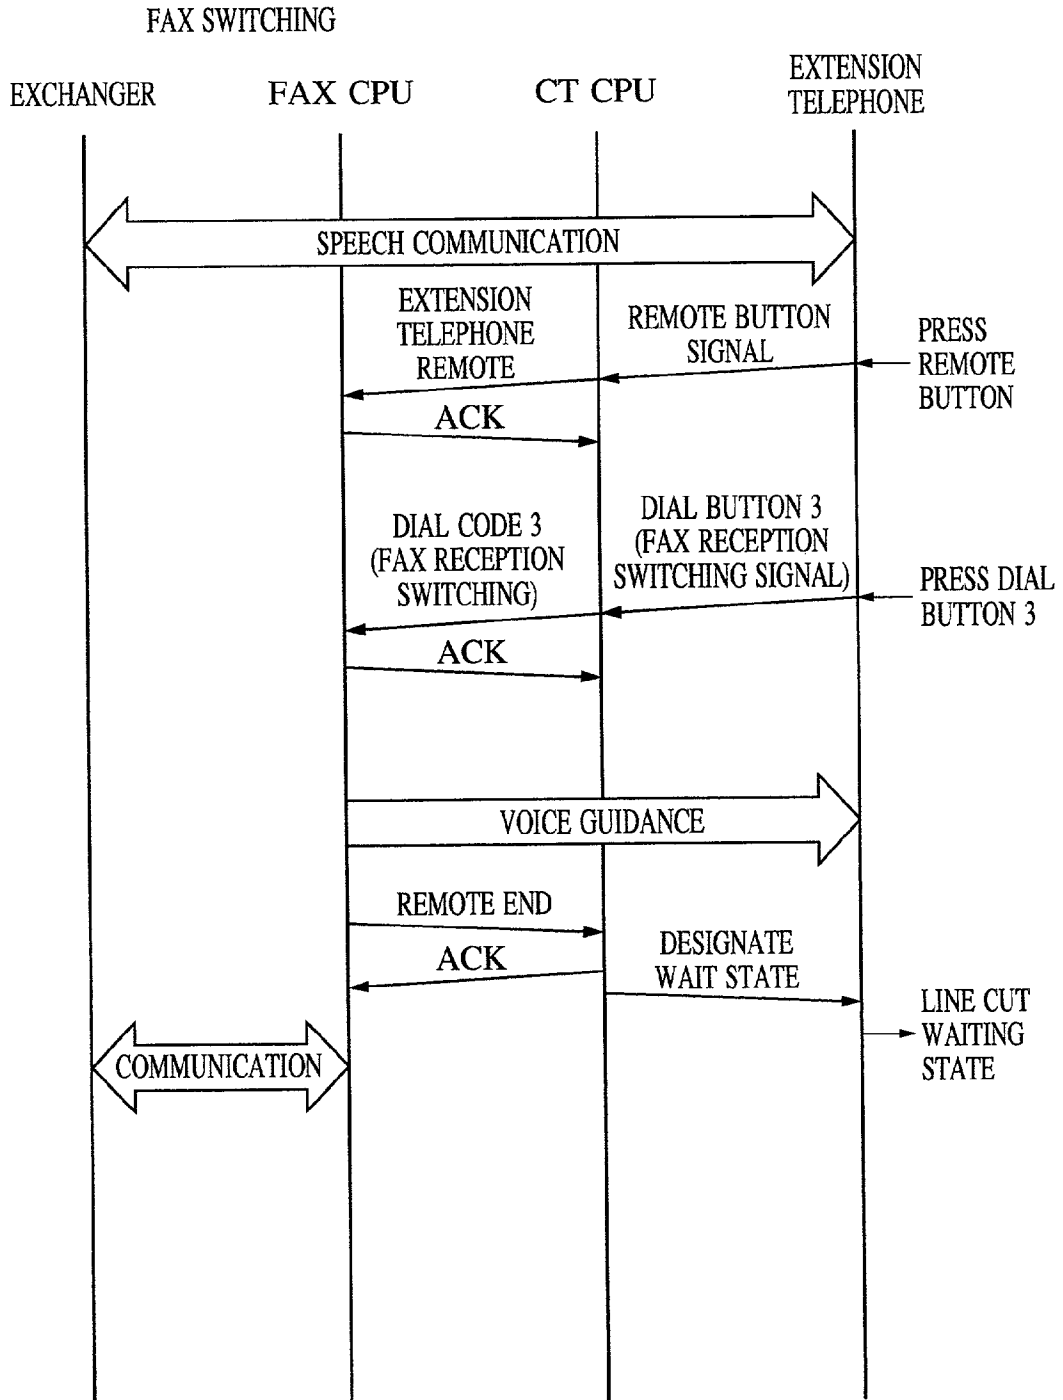 FAX SWITCHING
EXCHANGER
FAX CPU
CT CPU
EXTENSION
TELEPHONE
SPEECH COMMUNICATION
EXTENSION
TELEPHONE
REMOTE
REMOTE BUTTON
SIGNAL
PRESS
REMOTE
BUTTON
ACK
DIAL CODE 3
(FAX RECEPTION
SWITCHING)
DIAL BUTTON 3
(FAX RECEPTION
SWITCHING SIGNAL)
PRESS DIAL
BUTTON 3
ACK
VOICE GUIDANCE
REMOTE END
ACK
DESIGNATE
WAIT STATE
LINE CUT
WAITING
STATE
COMMUNICATION